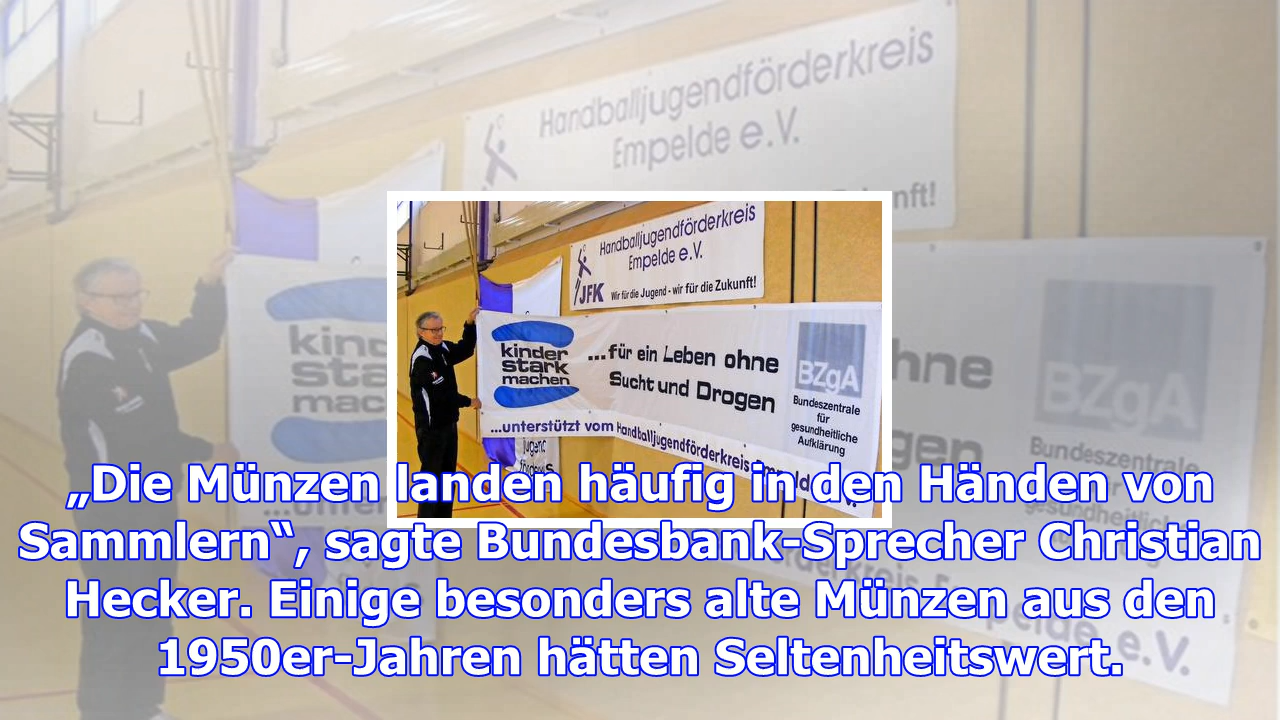 Handballjugendförderkreis
Empelde e.V.
JFK
Wir für die Jugend - wir für die Zukunft!
kinder
stark
machen
...für ein Leben ohne
Sucht und Drogen
BZgA
Bundeszentrale
für
gesundheitliche
Aufklärung
...unterstützt vom Handballjugendförderkreis Empelde e.V.
„Die Münzen landen häufig in den Händen von
Sammlern“, sagte Bundesbank-Sprecher Christian
Hecker. Einige besonders alte Münzen aus den
1950er-Jahren hätten Seltenheitswert.